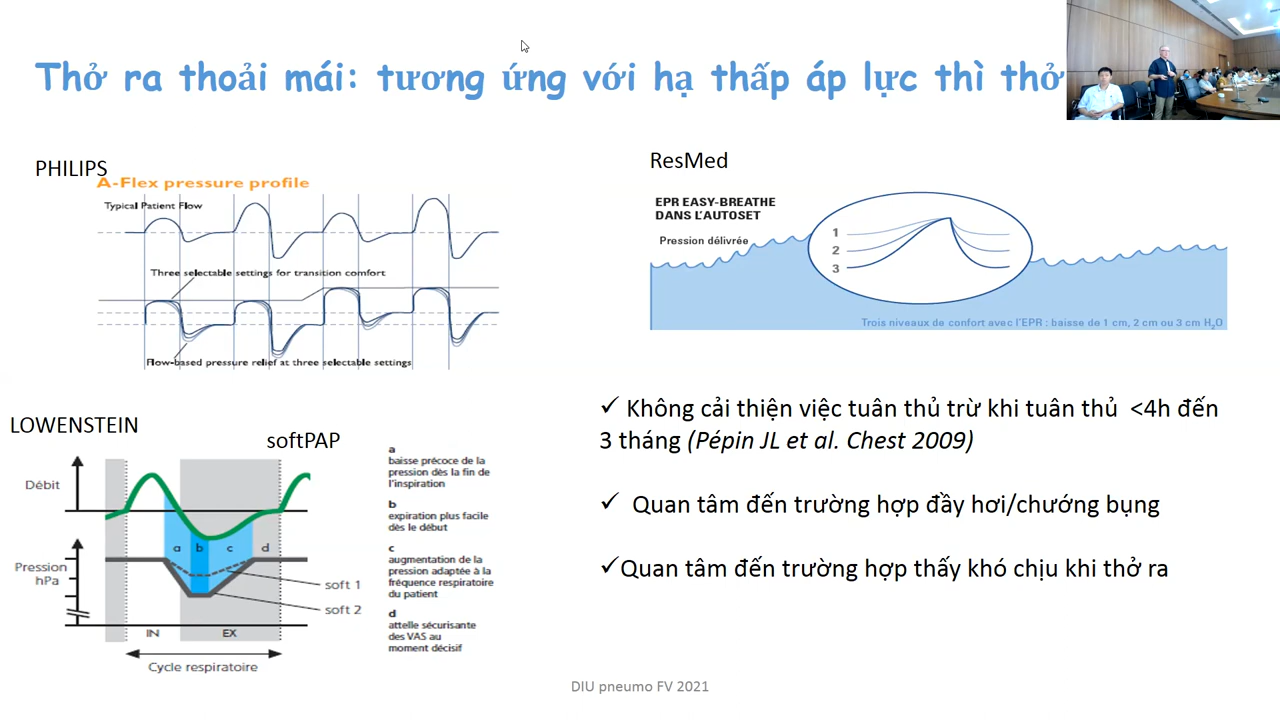 Thở ra thoải mái: tương ứng với hạ thấp áp lực thì thở
PHILIPS
A-Flex pressure profile
Typical Patient Flow
Three selectable settings for transition comfort
Flow-based pressure relief at three selectable settings
ResMed
EPR EASY-BREATHE
DANS L'AUTOSET
Pression délivrée
1
2
3
Trois niveaux de confort avec l'EPR : baisse de 1 cm, 2 cm ou 3 cm H2O
LOWENSTEIN
softPAP
Débit
a b c d
Pression
hPa
soft 1
soft 2
IN EX
Cycle respiratoire
a
baisse précoce de la
pression dès la fin de
l'inspiration
b
expiration plus facile
dès le début
c
augmentation de la
pression adaptée à la
fréquence respiratoire
du patient
d
attelle sécurisante
des VAS au
moment décisif
✓ Không cải thiện việc tuân thủ trừ khi tuân thủ <4h đến
3 tháng (Pépin JL et al. Chest 2009)
✓ Quan tâm đến trường hợp đầy hơi/chướng bụng
✓Quan tâm đến trường hợp thấy khó chịu khi thở ra
DIU pneumo FV 2021